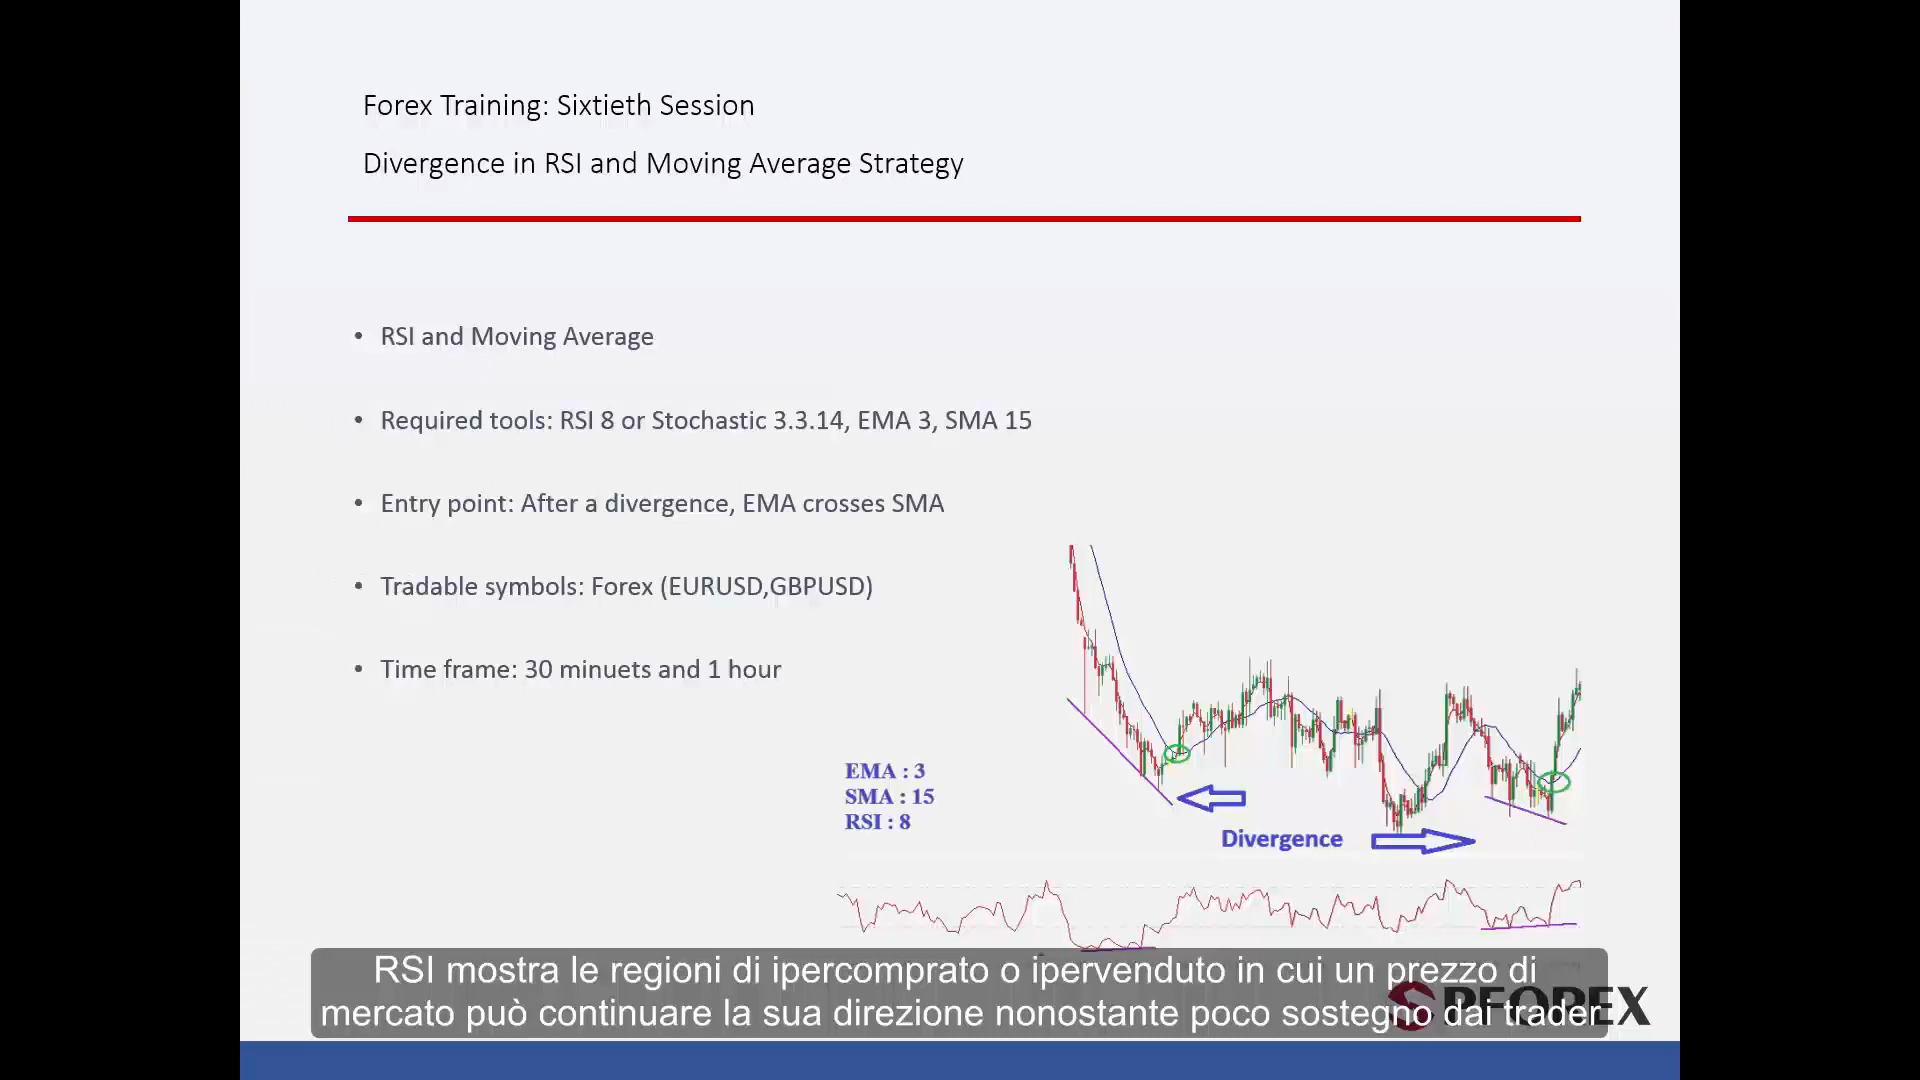 Forex Training: Sixtieth Session
Divergence in RSI and Moving Average Strategy
• RSI and Moving Average
• Required tools: RSI 8 or Stochastic 3.3.14, EMA 3, SMA 15
• Entry point: After a divergence, EMA crosses SMA
• Tradable symbols: Forex (EURUSD,GBPUSD)
• Time frame: 30 minuets and 1 hour
EMA : 3
SMA : 15
RSI : 8
Divergence
RSI mostra le regioni di ipercomprato o ipervenduto in cui un prezzo di
mercato può continuare la sua direzione nonostante poco sostegno dai trader